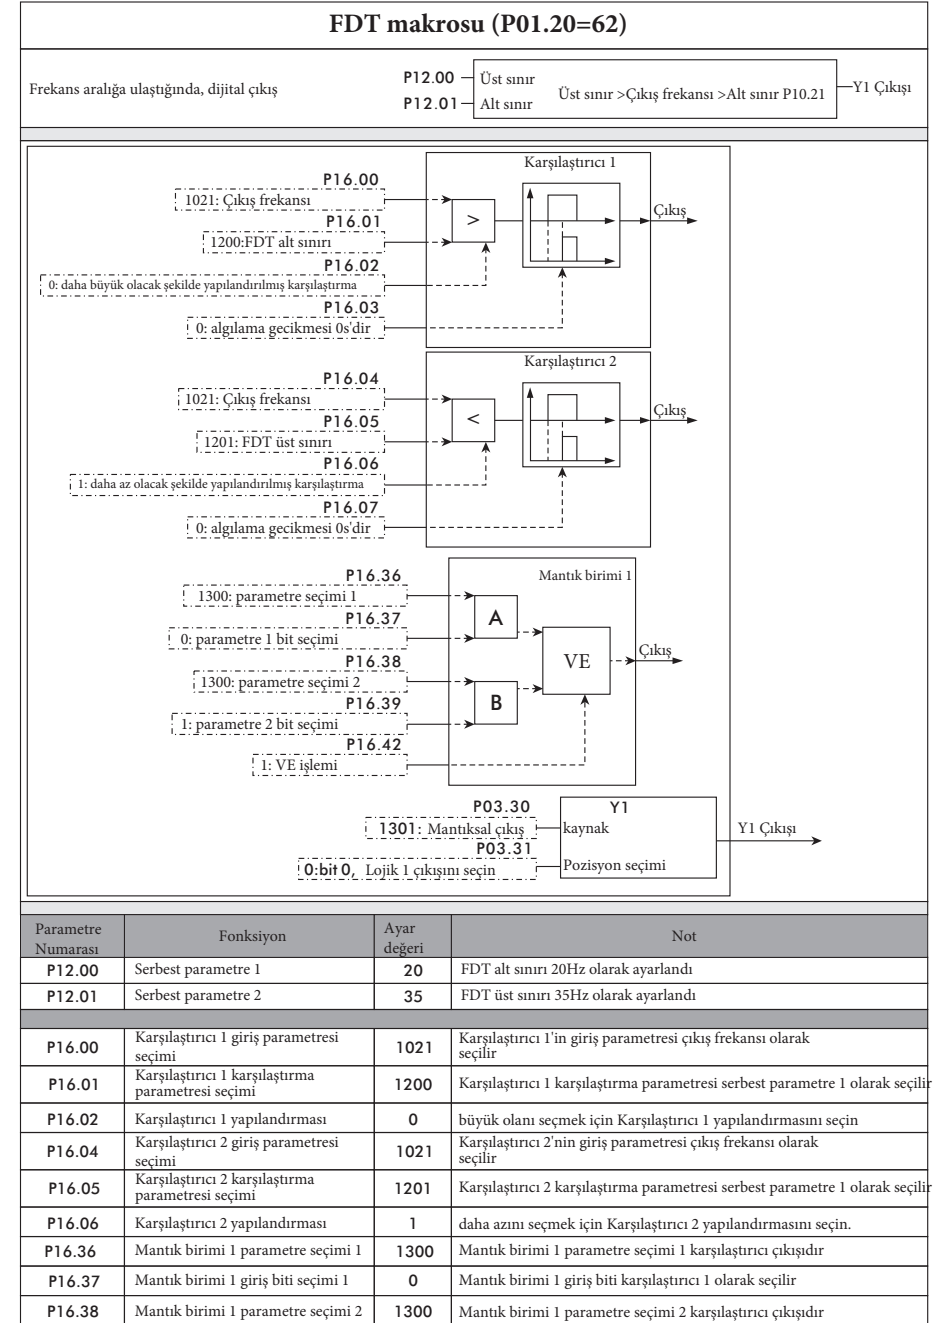 FDT makrosu (P01.20=62)
Frekans aralığa ulaştığında, dijital çıkış
P12.00
Üst sınır
P12.01
Alt sınır
Üst sınır >Çıkış frekansı >Alt sınır P10.21
Y1 Çıkışı
Karşılaştırıcı 1
P16.00
1021: Çıkış frekansı
P16.01
1200:FDT alt sınırı
P16.02
0: daha büyük olacak şekilde yapılandırılmış karşılaştırma
P16.03
0: algılama gecikmesi 0s'dir
>
Çıkış
Karşılaştırıcı 2
P16.04
1021: Çıkış frekansı
P16.05
1201: FDT üst sınırı
P16.06
1: daha az olacak şekilde yapılandırılmış karşılaştırma
P16.07
0: algılama gecikmesi 0s'dir
<
Çıkış
Mantık birimi 1
P16.36
1300: parametre seçimi 1
P16.37
0: parametre 1 bit seçimi
P16.38
1300: parametre seçimi 2
P16.39
1: parametre 2 bit seçimi
P16.42
1: VE işlemi
A
B
VE
Çıkış
P03.30
1301: Mantıksal çıkış
P03.31
0:bit 0, Lojik 1 çıkışını seçin
Y1
kaynak
Pozisyon seçimi
Y1 Çıkışı
Parametre Numarası Fonksiyon Ayar değeri Not
P12.00 Serbest parametre 1 20 FDT alt sınırı 20Hz olarak ayarlandı
P12.01 Serbest parametre 2 35 FDT üst sınırı 35Hz olarak ayarlandı
P16.00 Karşılaştırıcı 1 giriş parametresi seçimi 1021 Karşılaştırıcı 1'in giriş parametresi çıkış frekansı olarak seçilir
P16.01 Karşılaştırıcı 1 karşılaştırma parametresi seçimi 1200 Karşılaştırıcı 1 karşılaştırma parametresi serbest parametre 1 olarak seçilir
P16.02 Karşılaştırıcı 1 yapılandırması 0 büyük olanı seçmek için Karşılaştırıcı 1 yapılandırmasını seçin
P16.04 Karşılaştırıcı 2 giriş parametresi seçimi 1021 Karşılaştırıcı 2'nin giriş parametresi çıkış frekansı olarak seçilir
P16.05 Karşılaştırıcı 2 karşılaştırma parametresi seçimi 1201 Karşılaştırıcı 2 karşılaştırma parametresi serbest parametre 1 olarak seçilir
P16.06 Karşılaştırıcı 2 yapılandırması 1 daha azını seçmek için Karşılaştırıcı 2 yapılandırmasını seçin.
P16.36 Mantık birimi 1 parametre seçimi 1 1300 Mantık birimi 1 parametre seçimi 1 karşılaştırıcı çıkışıdır
P16.37 Mantık birimi 1 giriş biti seçimi 1 0 Mantık birimi 1 giriş biti karşılaştırıcı 1 olarak seçilir
P16.38 Mantık birimi 1 parametre seçimi 2 1300 Mantık birimi 1 parametre seçimi 2 karşılaştırıcı çıkışıdır